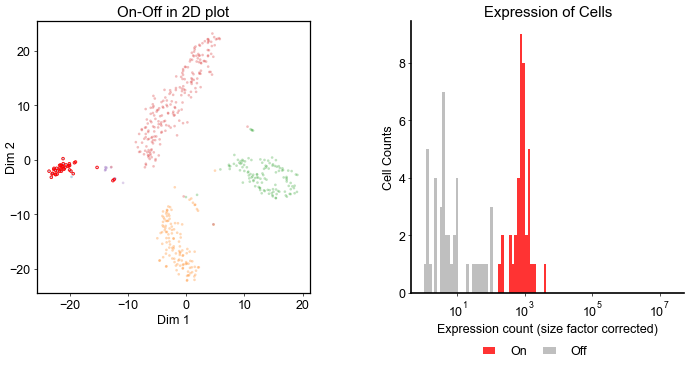 On-Off in 2D plot
20
10
0
−10
−20
Dim 2
−20 −10 0 10 20
Dim 1
Expression of Cells
8
6
4
2
0
Cell Counts
10^1 10^3 10^5 10^7
Expression count (size factor corrected)
On Off